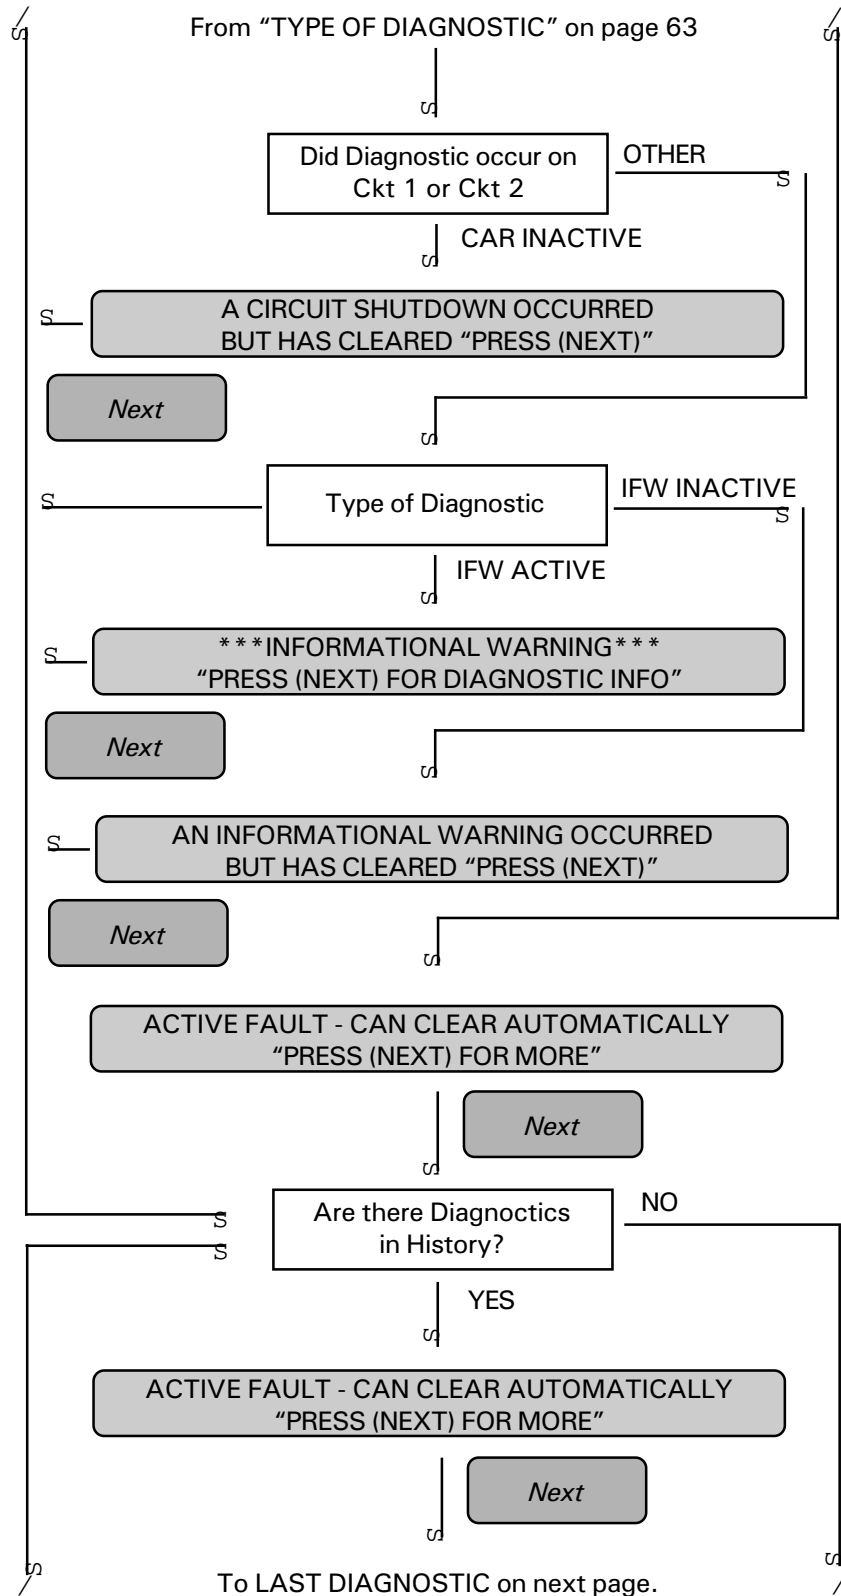 From “TYPE OF DIAGNOSTIC” on page 63
S
S
S
Did Diagnostic occur on
Ckt 1 or Ckt 2
OTHER
S
CAR INACTIVE
S
S
A CIRCUIT SHUTDOWN OCCURRED
BUT HAS CLEARED “PRESS (NEXT)”
Next
S
S
Type of Diagnostic
IFW INACTIVE
S
IFW ACTIVE
S
S
***INFORMATIONAL WARNING***
“PRESS (NEXT) FOR DIAGNOSTIC INFO”
Next
S
S
AN INFORMATIONAL WARNING OCCURRED
BUT HAS CLEARED “PRESS (NEXT)”
Next
S
ACTIVE FAULT - CAN CLEAR AUTOMATICALLY
“PRESS (NEXT) FOR MORE”
Next
S
S
S
Are there Diagnoctics
in History?
NO
YES
S
ACTIVE FAULT - CAN CLEAR AUTOMATICALLY
“PRESS (NEXT) FOR MORE”
Next
S
S
S
To LAST DIAGNOSTIC on next page.